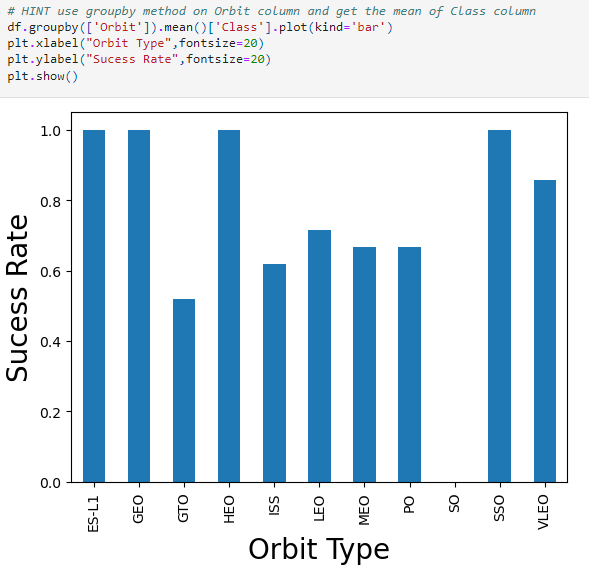 # HINT use groupby method on Orbit column and get the mean of Class column
df.groupby(['Orbit']).mean()['Class'].plot(kind='bar')
plt.xlabel("Orbit Type",fontsize=20)
plt.ylabel("Sucess Rate",fontsize=20)
plt.show()
1.0
0.8
0.6
0.4
0.2
0.0
Sucess Rate
ES-L1
GEO
GTO
HEO
ISS
LEO
MEO
PO
SO
SSO
VLEO
Orbit Type